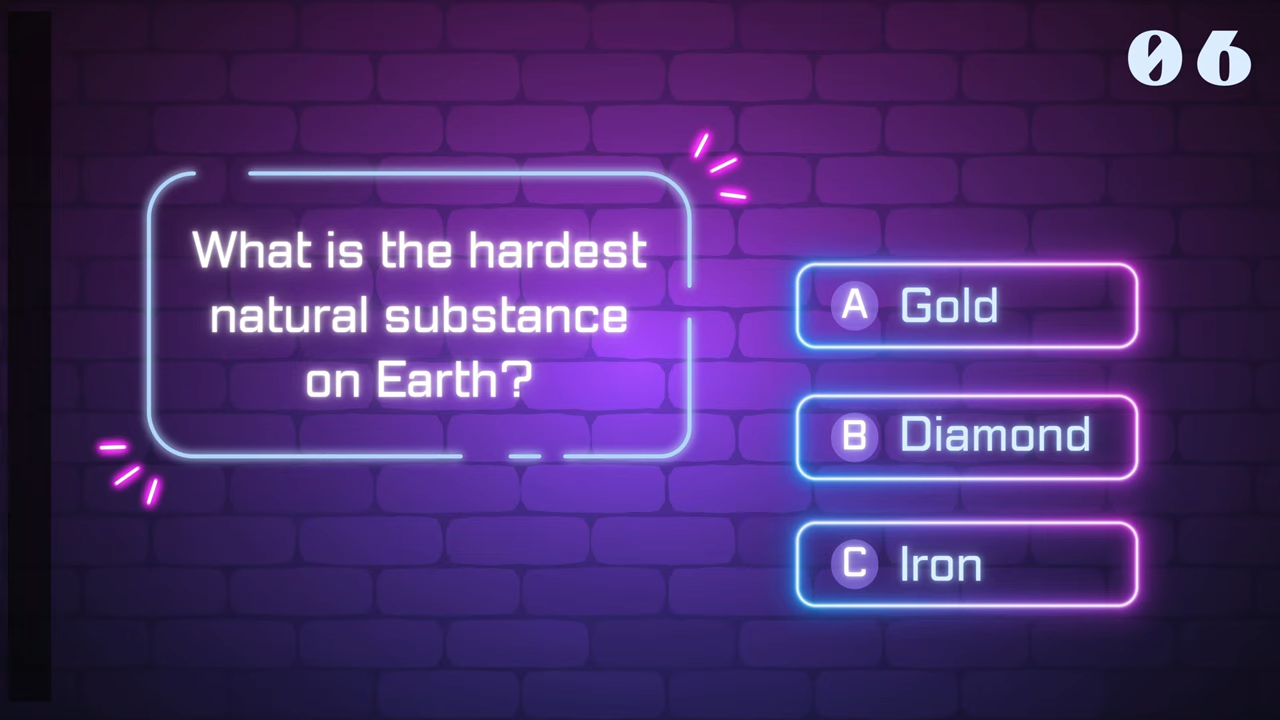 06
What is the hardest
natural substance
on Earth?
A Gold
B Diamond
C Iron